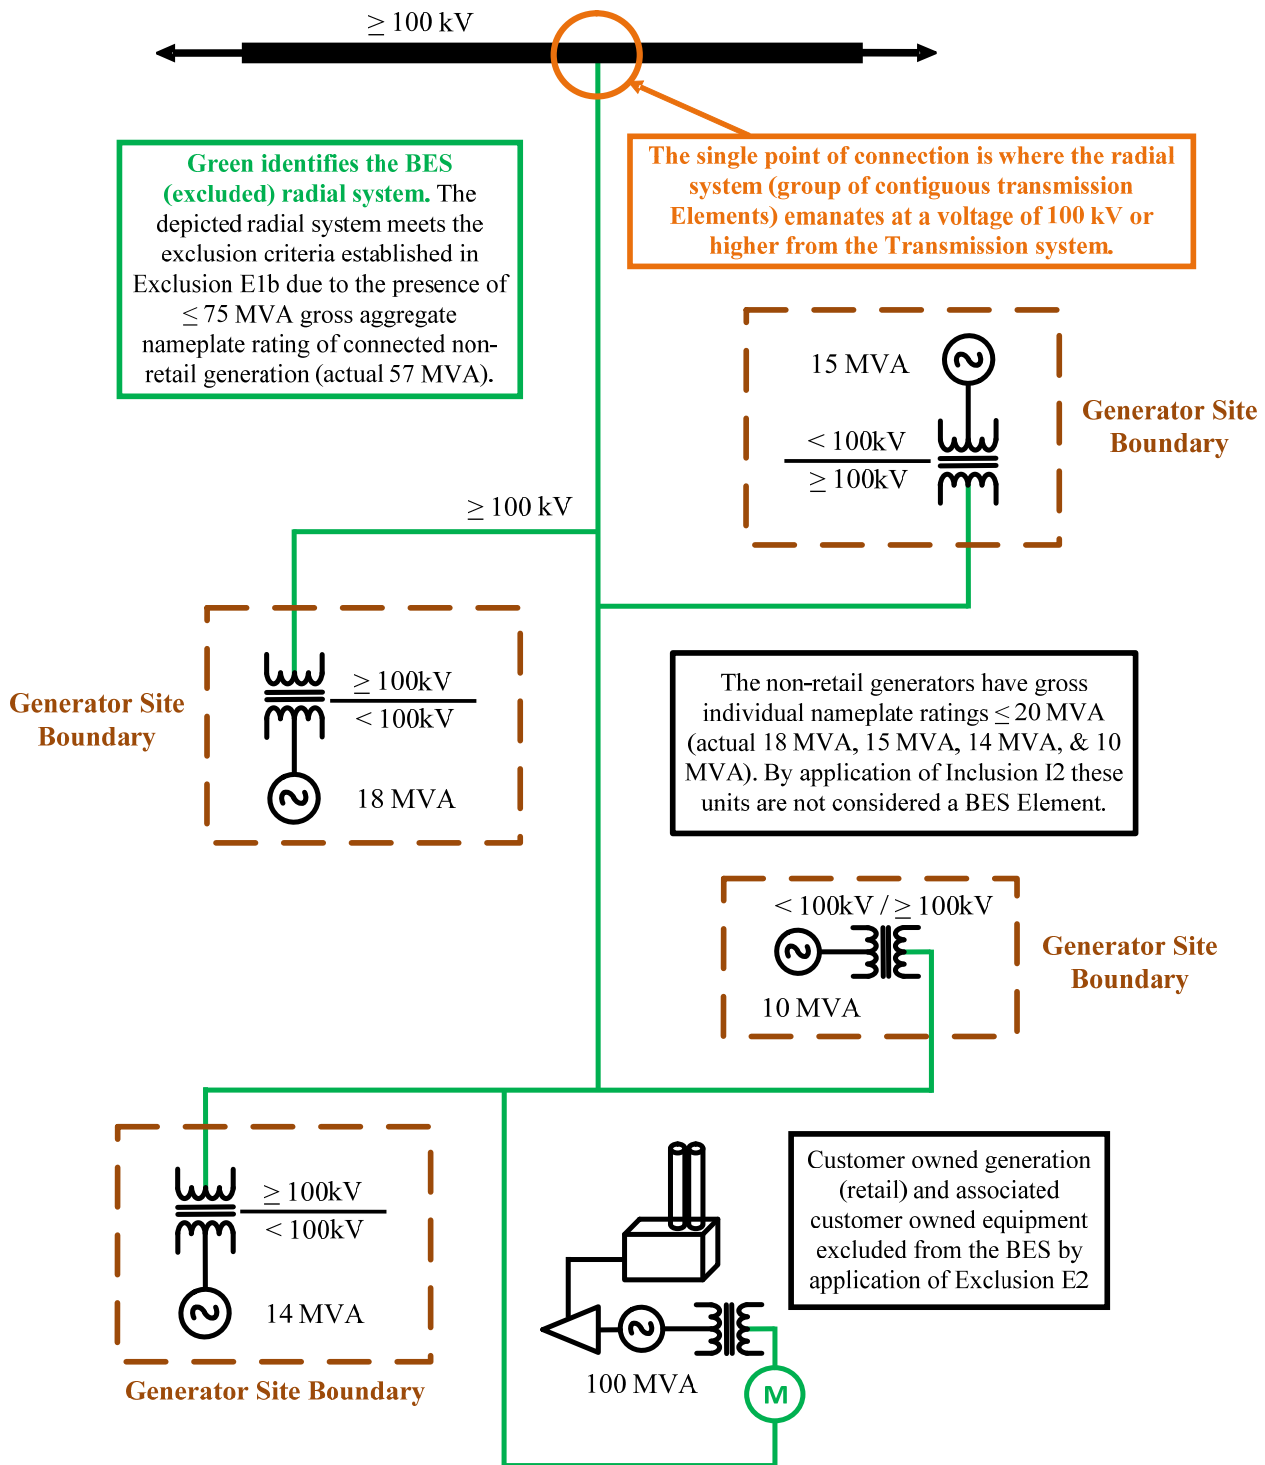 ≥ 100 kV
Green identifies the BES
(excluded) radial system. The
depicted radial system meets the
exclusion criteria established in
Exclusion E1b due to the presence of
≤ 75 MVA gross aggregate
nameplate rating of connected non-
retail generation (actual 57 MVA).
The single point of connection is where the radial
system (group of contiguous transmission
Elements) emanates at a voltage of 100 kV or
higher from the Transmission system.
15 MVA
< 100kV
≥ 100kV
Generator Site
Boundary
≥ 100 kV
Generator Site
Boundary
≥ 100kV
< 100kV
18 MVA
The non-retail generators have gross
individual nameplate ratings ≤ 20 MVA
(actual 18 MVA, 15 MVA, 14 MVA, & 10
MVA). By application of Inclusion I2 these
units are not considered a BES Element.
< 100kV / ≥ 100kV
10 MVA
Generator Site
Boundary
≥ 100kV
< 100kV
14 MVA
Generator Site Boundary
100 MVA
M
Customer owned generation
(retail) and associated
customer owned equipment
excluded from the BES by
application of Exclusion E2